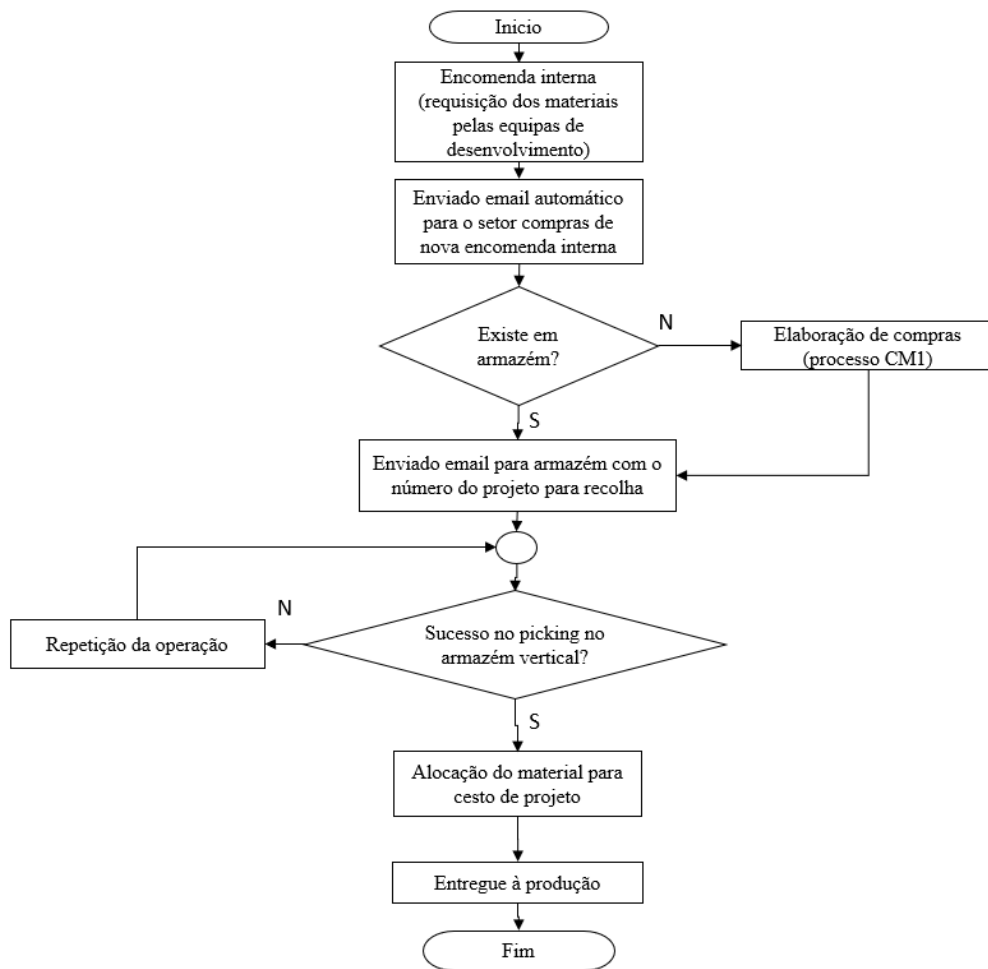 Inicio
Encomenda interna
(requisição dos materiais
pelas equipas de
desenvolvimento)
Enviado email automático
para o setor compras de
nova encomenda interna
Existe em
armazém?
N
Elaboração de compras
(processo CM1)
S
Enviado email para armazém com o
número do projeto para recolha
N
Repetição da operação
Sucesso no picking no
armazém vertical?
S
Alocação do material para
cesto de projeto
Entregue à produção
Fim